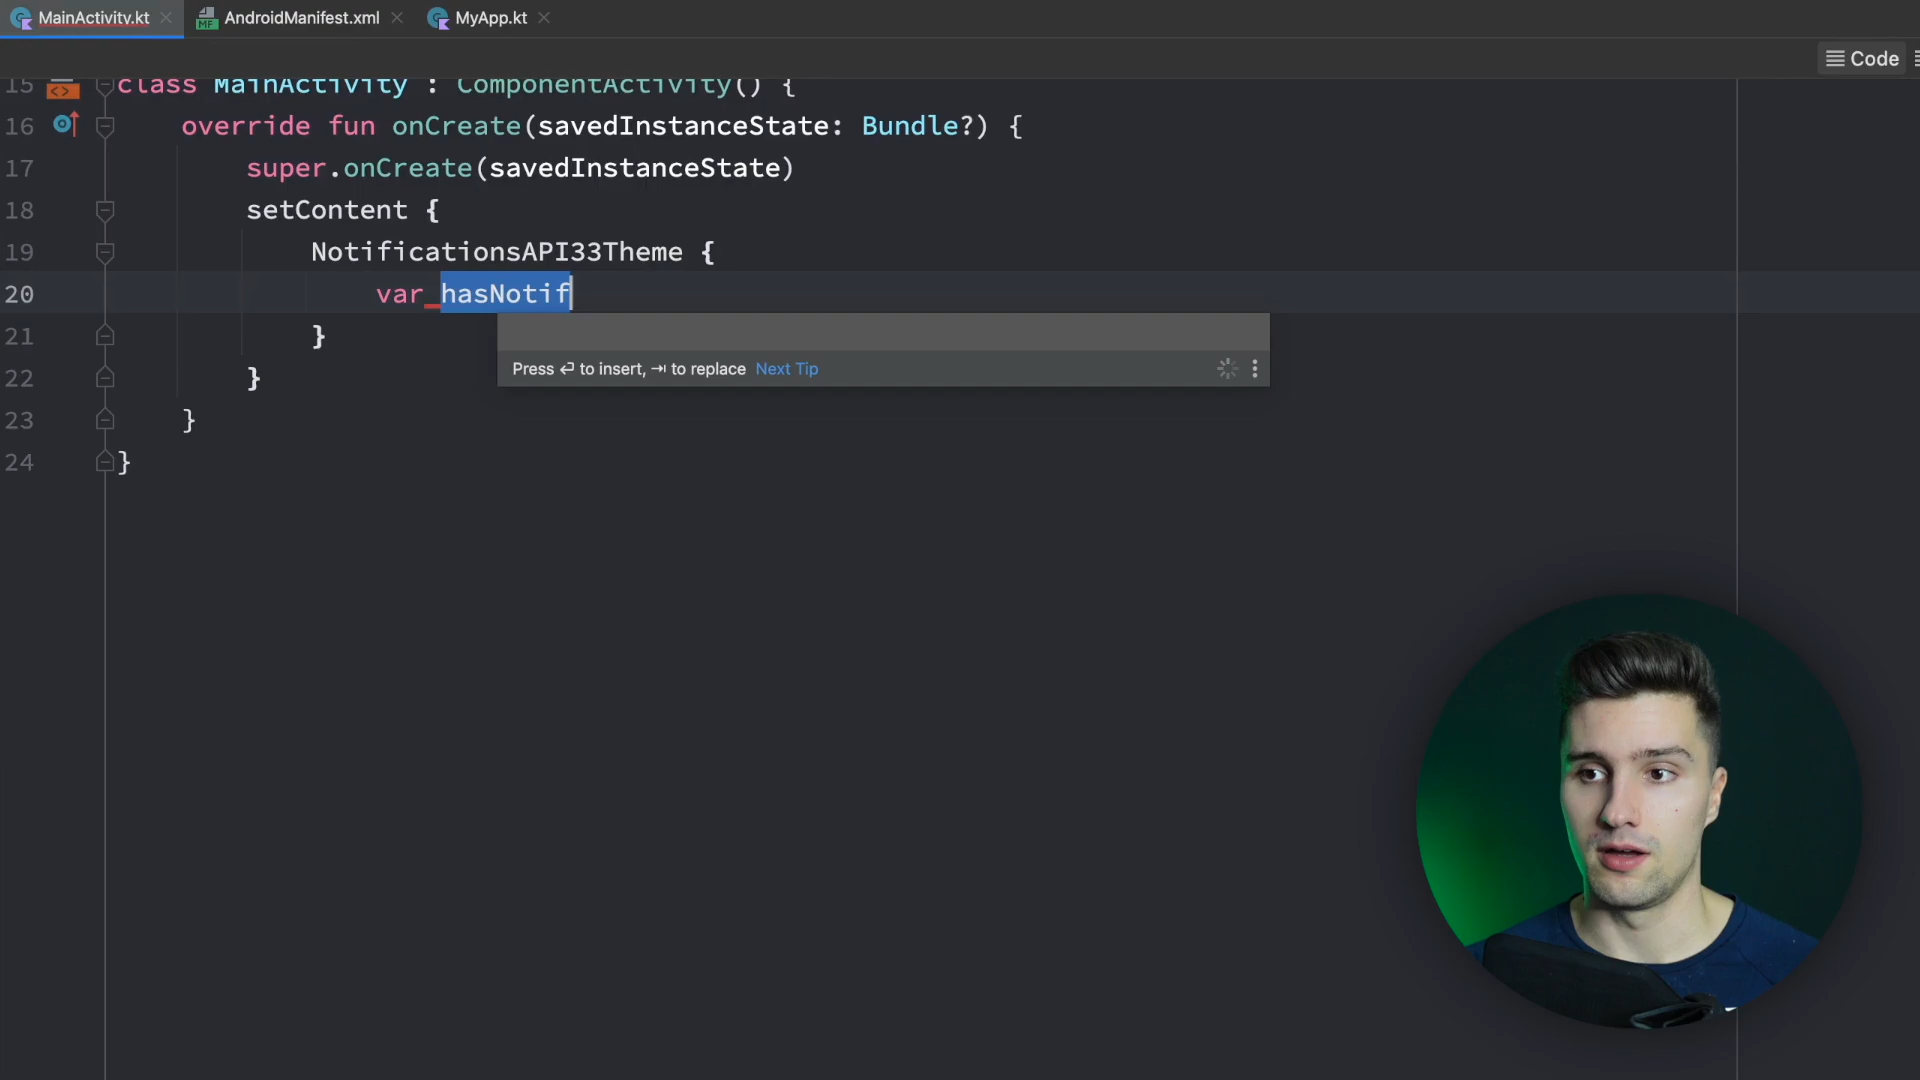 MainActivity.kt AndroidManifest.xml MyApp.kt
Code
15 class MainActivity : ComponentActivity() {
16 override fun onCreate(savedInstanceState: Bundle?) {
17 super.onCreate(savedInstanceState)
18 setContent {
19 NotificationsAPI33Theme {
20 var hasNotif
21 }
Press ⏎ to insert, ⇥ to replace Next Tip
22 }
23 }
24 }